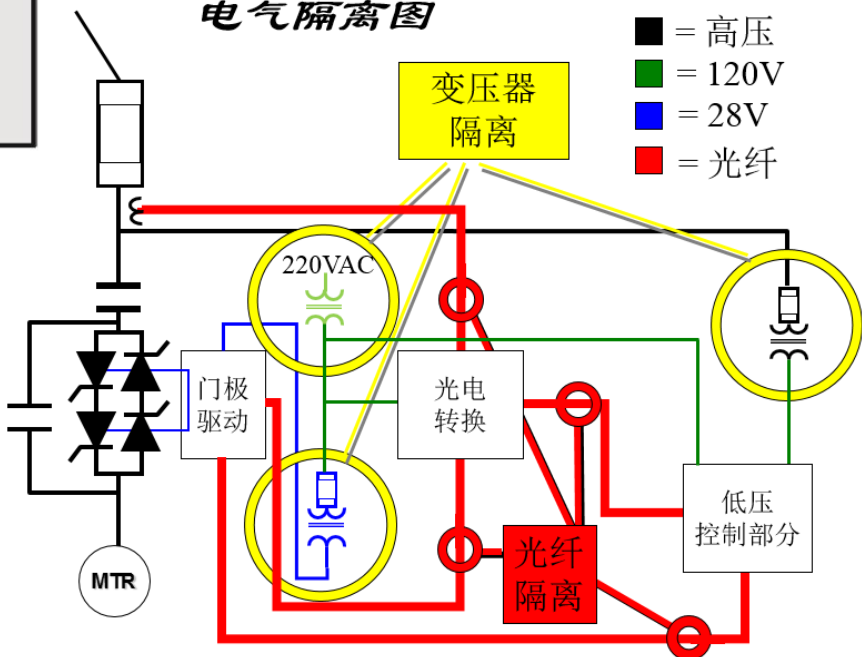 电气隔离图
= 高压
= 120V
= 28V
= 光纤
变压器
隔离
220VAC
门极
驱动
光电
转换
低压
控制部分
光纤
隔离
MTR